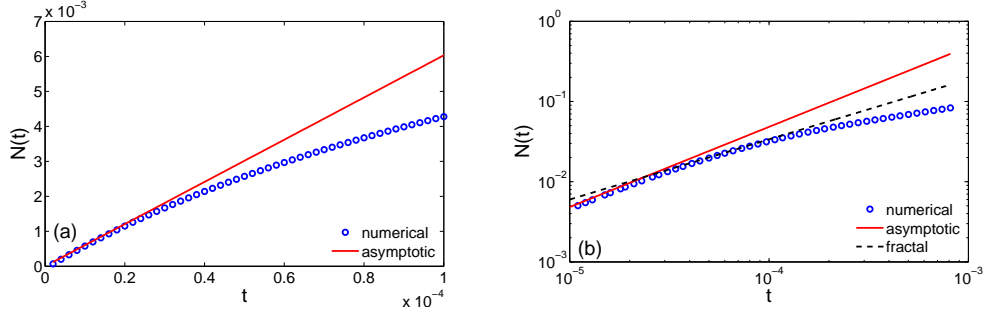 7
x 10⁻³
6
5
4
3
2
1
0
0
0.2
0.4
0.6
0.8
1
x 10⁻⁴
t
N(t)
(a)
numerical
asymptotic
10⁰
10⁻¹
10⁻²
10⁻³
10⁻⁵
10⁻⁴
10⁻³
t
N(t)
(b)
numerical
asymptotic
fractal